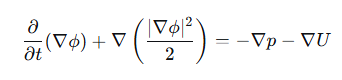 ∂/∂t (∇ϕ) + ∇ ( |∇ϕ|² / 2 ) = −∇p − ∇U